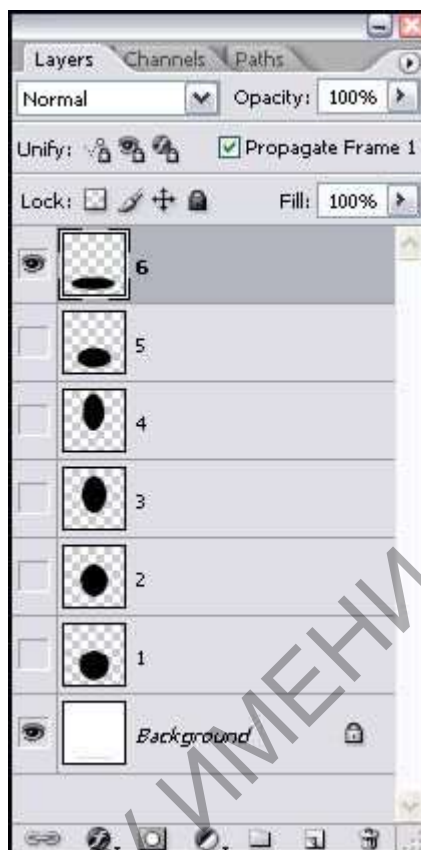 Layers Channels Paths
Normal Opacity: 100%
Unify: Propagate Frame 1
Lock: Fill: 100%
6
5
4
3
2
1
Background
ИМЕНИ